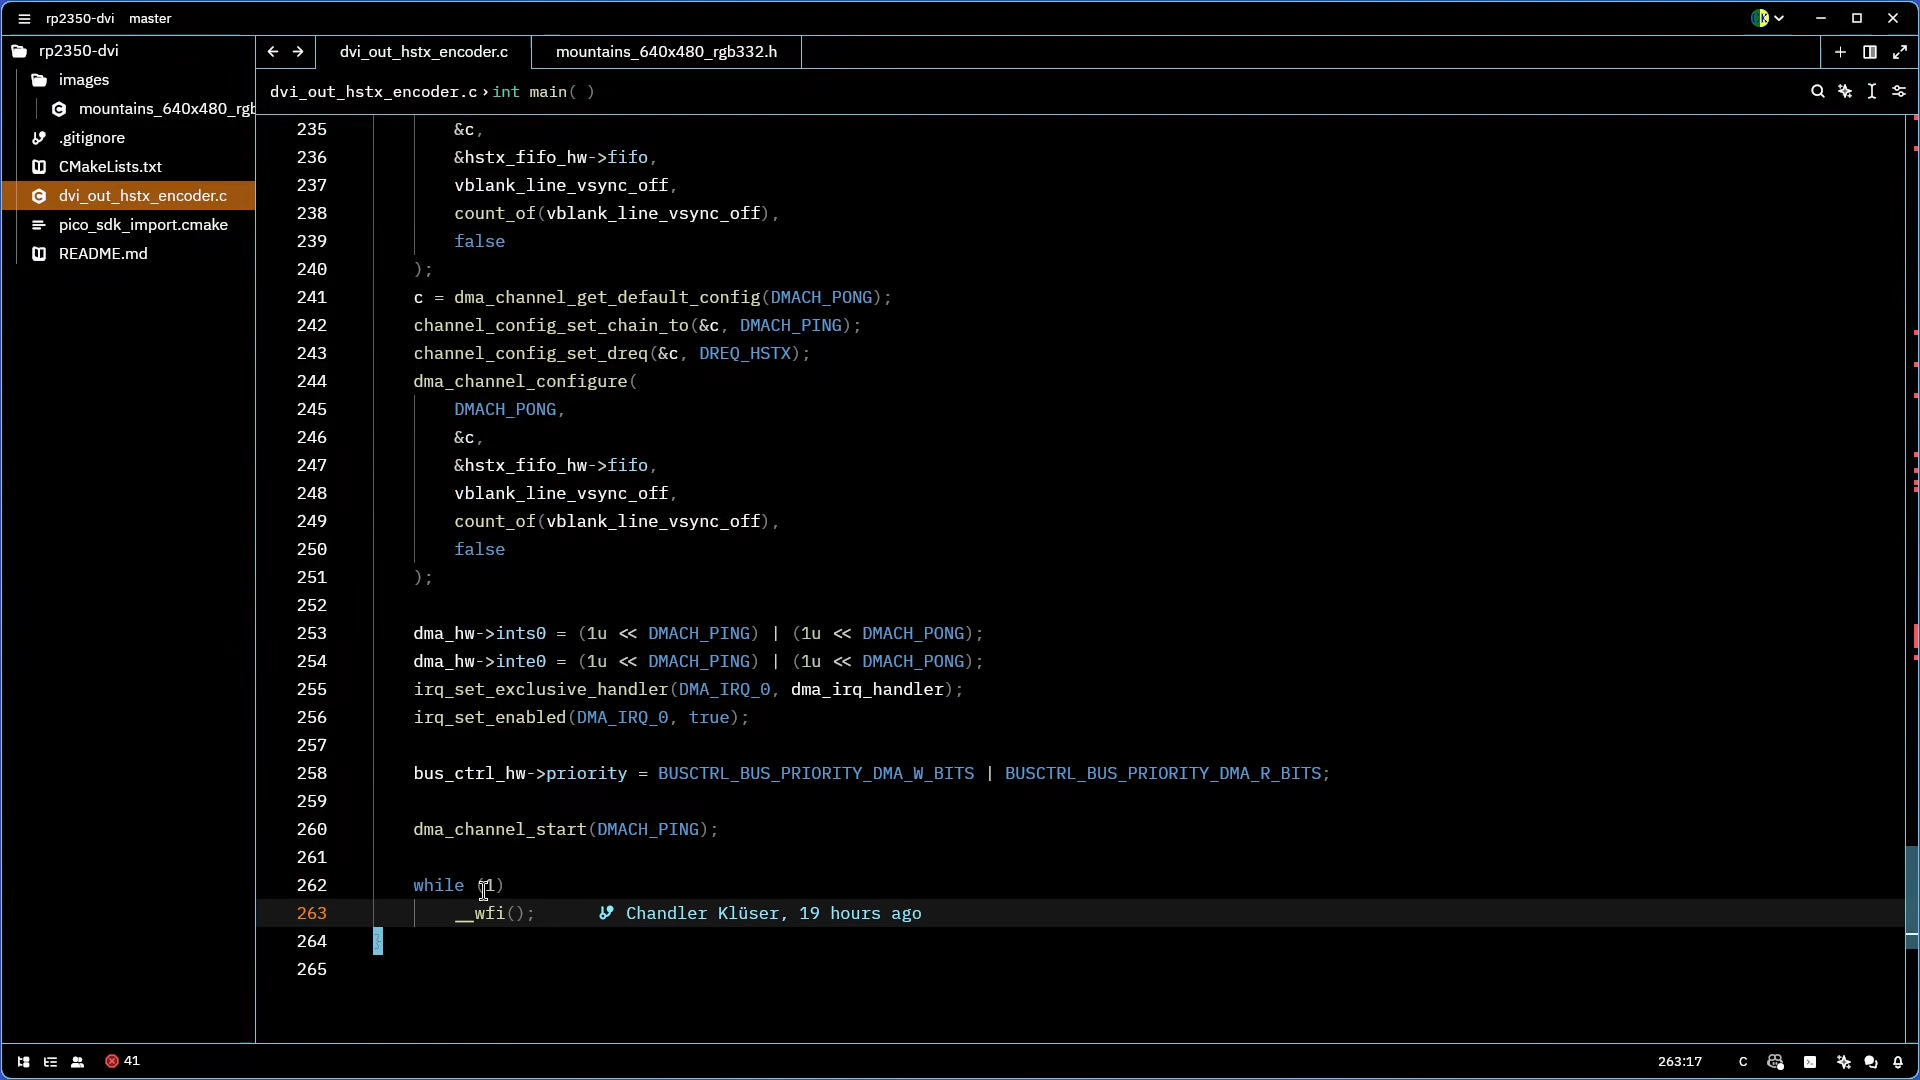 rp2350-dvi master
rp2350-dvi
images
mountains_640x480_rgb
.gitignore
CMakeLists.txt
dvi_out_hstx_encoder.c
pico_sdk_import.cmake
README.md
dvi_out_hstx_encoder.c mountains_640x480_rgb332.h
dvi_out_hstx_encoder.c › int main( )
235 &c,
236 &hstx_fifo_hw->fifo,
237 vblank_line_vsync_off,
238 count_of(vblank_line_vsync_off),
239 false
240 );
241 c = dma_channel_get_default_config(DMACH_PONG);
242 channel_config_set_chain_to(&c, DMACH_PING);
243 channel_config_set_dreq(&c, DREQ_HSTX);
244 dma_channel_configure(
245 DMACH_PONG,
246 &c,
247 &hstx_fifo_hw->fifo,
248 vblank_line_vsync_off,
249 count_of(vblank_line_vsync_off),
250 false
251 );
252
253 dma_hw->ints0 = (1u << DMACH_PING) | (1u << DMACH_PONG);
254 dma_hw->inte0 = (1u << DMACH_PING) | (1u << DMACH_PONG);
255 irq_set_exclusive_handler(DMA_IRQ_0, dma_irq_handler);
256 irq_set_enabled(DMA_IRQ_0, true);
257
258 bus_ctrl_hw->priority = BUSCTRL_BUS_PRIORITY_DMA_W_BITS | BUSCTRL_BUS_PRIORITY_DMA_R_BITS;
259
260 dma_channel_start(DMACH_PING);
261
262 while (1)
263 __wfi(); Chandler Klüser, 19 hours ago
264 }
265
41 263:17 C